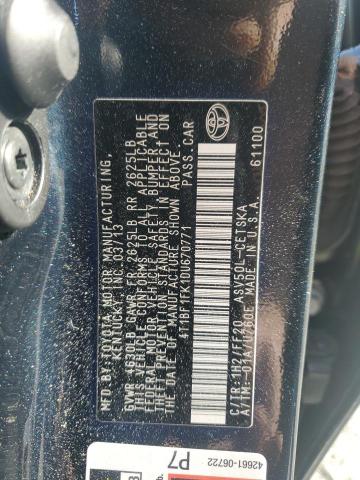 MFD. BY: TOYOTA MOTOR MANUFACTURING,
KENTUCKY, INC. 03/13
GVWR 4630LB GAWR FR 2625LB RR 2625LB
THIS VEHICLE CONFORMS TO ALL APPLICABLE
FEDERAL MOTOR VEHICLE SAFETY, BUMPER AND
THEFT PREVENTION STANDARDS IN EFFECT ON
THE DATE OF MANUFACTURE SHOWN ABOVE.
4T1BF1FK1DU670771 PASS.CAR
C/TR: 1H2/FF20 ASV50L-CETSKA
A/TM: -01A/U260E MADE IN U.S.A.
61100
42661-06722
P7